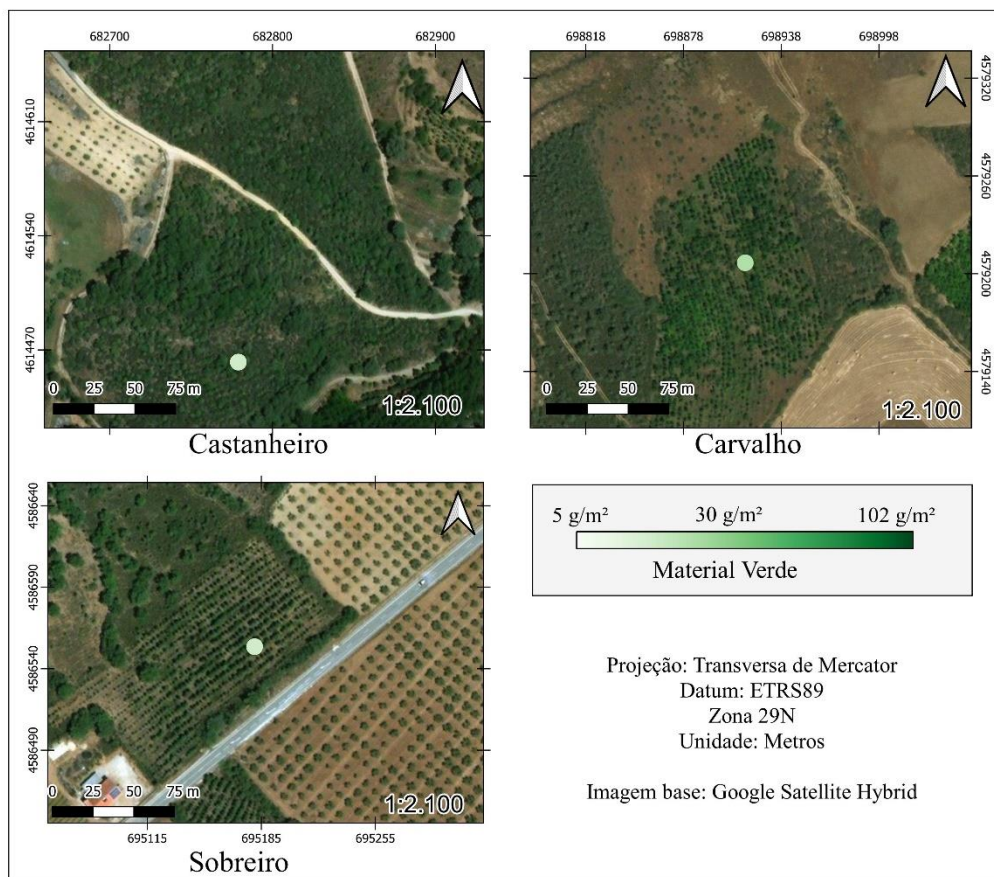 682700 682800 682900
4614610
4614540
4614470
0 25 50 75 m
1:2.100
Castanheiro
698818 698878 698938 698998
4579320
4579260
4579200
4579140
0 25 50 75 m
1:2.100
Carvalho
4586640
4586590
4586540
4586490
0 25 50 75 m
1:2.100
695115 695185 695255
Sobreiro
5 g/m² 30 g/m² 102 g/m²
Material Verde
Projeção: Transversa de Mercator
Datum: ETRS89
Zona 29N
Unidade: Metros
Imagem base: Google Satellite Hybrid